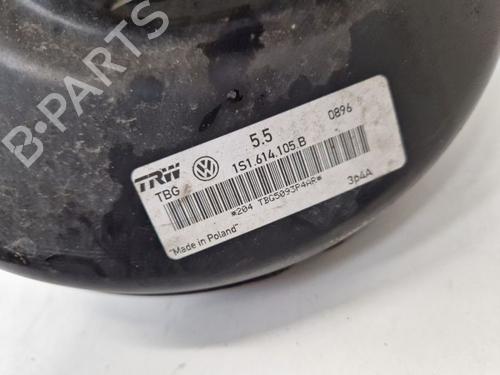 B-PARTS
5.5
0896
TRW
TBG
1S1.614.105.B
*204 TBG5093P4HR*
3p4A
"Made in Poland"